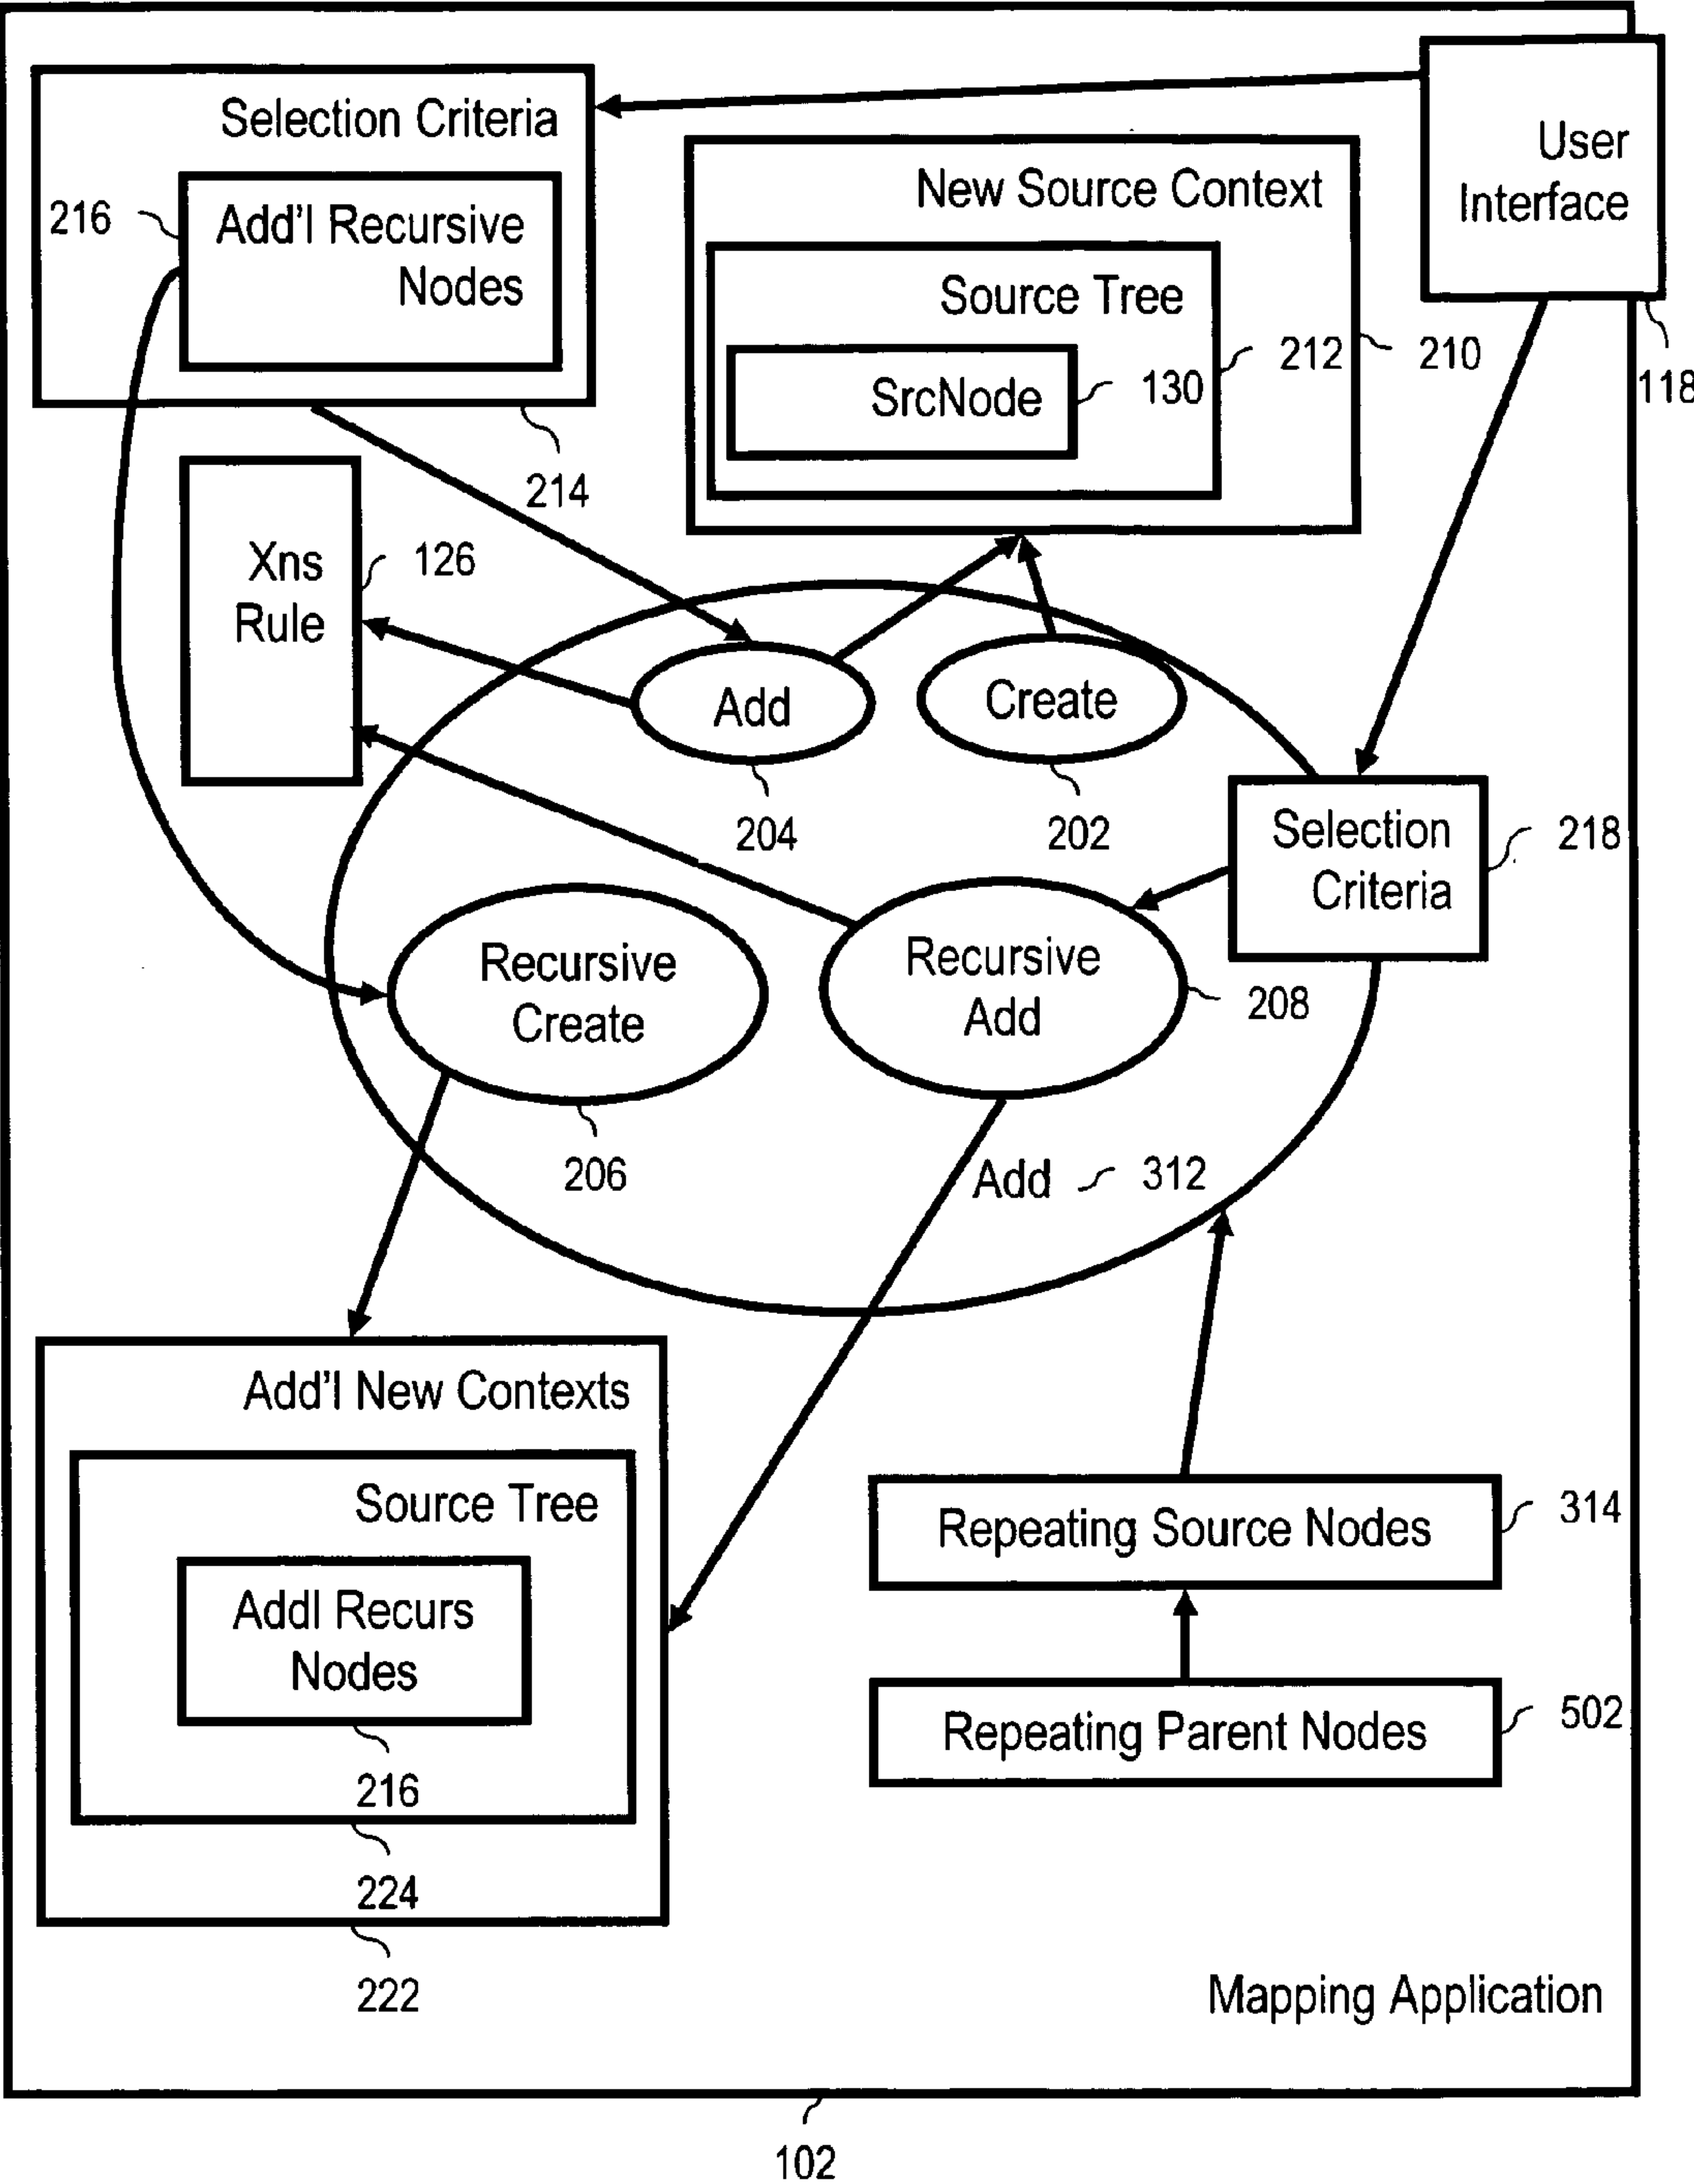 Selection Criteria
216
Add'l Recursive
Nodes
214
New Source Context
Source Tree
SrcNode
130
212
210
User
Interface
118
Xns
Rule
126
Add
204
Create
202
Selection
Criteria
218
Recursive
Create
206
Recursive
Add
208
Add
312
Add'l New Contexts
Source Tree
Addl Recurs
Nodes
216
224
222
Repeating Source Nodes
314
Repeating Parent Nodes
502
Mapping Application
102